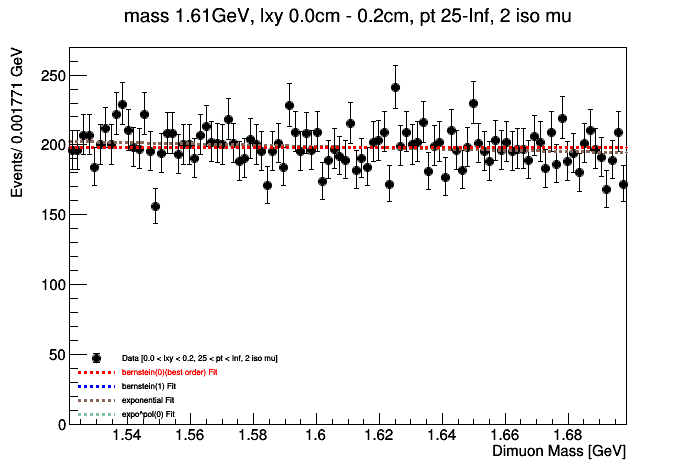 mass 1.61GeV, lxy 0.0cm - 0.2cm, pt 25-Inf, 2 iso mu
Events/ 0.001771 GeV
250
200
150
100
50
0
Data [0.0 < lxy < 0.2, 25 < pt < Inf, 2 iso mu]
bernstein(0)(best order) Fit
bernstein(1) Fit
exponential Fit
expo*pol(0) Fit
1.54 1.56 1.58 1.6 1.62 1.64 1.66 1.68
Dimuon Mass [GeV]